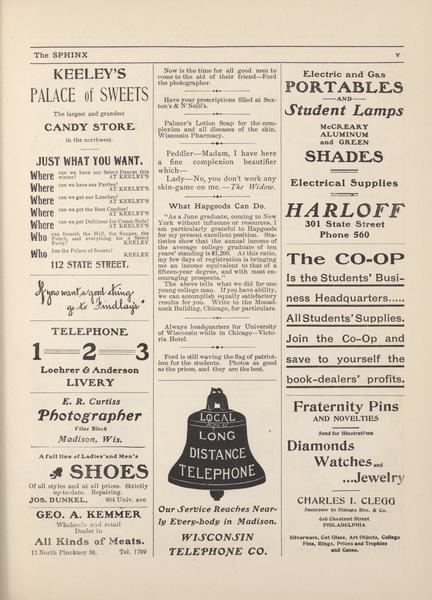 The SPHINX
v
KEELEY'S
PALACE of SWEETS
The largest and grandest
CANDY STORE
in the northwest.
JUST WHAT YOU WANT.
Where can we have our Select Dances this winter? AT KEELEY'S
Where can we have our Parties? AT KEELEY'S
Where can we get our Lunches? AT KEELEY'S
Where can we get the Best Candies? AT KEELEY'S
Where can we get Delicious Ice Cream Soda? AT KEELEY'S
Who can furnish the Hall, the Supper, the Punch, and everything for a Select Party? KEELEY
Who has the Palace of Sweets? KEELEY
112 STATE STREET.
If you want a good thing
go to Findlay's
TELEPHONE
1=2=3
Loehrer & Anderson
LIVERY
E. R. Curtiss
Photographer
Vilas Block
Madison, Wis.
A full line of Ladies' and Men's
SHOES
Of all styles and at all prices. Strictly
up-to-date. Repairing.
JOS. DUNKEL, 604 Univ. ave
GEO. A. KEMMER
Wholesale and retail
Dealer in
All Kinds of Meats.
12 North Pinckney St. Tel. 1709
Now is the time for all good men to
come to the aid of their friend—Ford
the photographer.
Have your prescriptions filled at Sex-
ton's & N'Neill's.
Palmer's Lotion Soap for the com-
plexion and all diseases of the skin.
Wisconsin Pharmacy.
Peddler—Madam, I have here
a fine complexion beautifier
which—
Lady—No, you don't work any
skin-game on me.—The Widow.
What Hapgoods Can Do.
"As a June graduate, coming to New
York without influence or resources, I
am particularly grateful to Hapgoods
for my present excellent position. Sta-
tistics show that the annual income of
the average college graduate of ten
years' standing is $1,200. At this ratio,
my few days of registration is bringing
me an income equivalent to that of a
fifteen-year degree, and with most en-
couraging prospects."
The above tells what we did for one
young college man. If you have ability,
we can accomplish equally satisfactory
results for you. Write to the Monad-
nock Building, Chicago, for particulars
Always headquarters for University
of Wisconsin while in Chicago—Victo-
ria Hotel.
Ford is still waving the flag of patriot-
ism for the students. Photos as good
as the prices, and they are the best.
LOCAL
AND
LONG
DISTANCE
TELEPHONE
Our Service Reaches Near-
ly Every-body in Madison.
WISCONSIN
TELEPHONE CO.
Electric and Gas
PORTABLES
—AND—
Student Lamps
McCREARY
ALUMINUM
and GREEN
SHADES
Electrical Supplies
HARLOFF
301 State Street
Phone 560
The CO-OP
Is the Students' Busi-
ness Headquarters.....
All Students' Supplies.
Join the Co-Op and
save to yourself the
book-dealers' profits.
Fraternity Pins
AND NOVELTIES
Send for Illustrations
Diamonds
Watches and
...Jewelry
CHARLES I. CLEGG
Successor to Simons Bro. & Co.
616 Chestnut Street
PHILADELPHIA
Silverware, Cut Glass, Art Objects, College
Pins, Rings, Prizes and Trophies
and Canes.